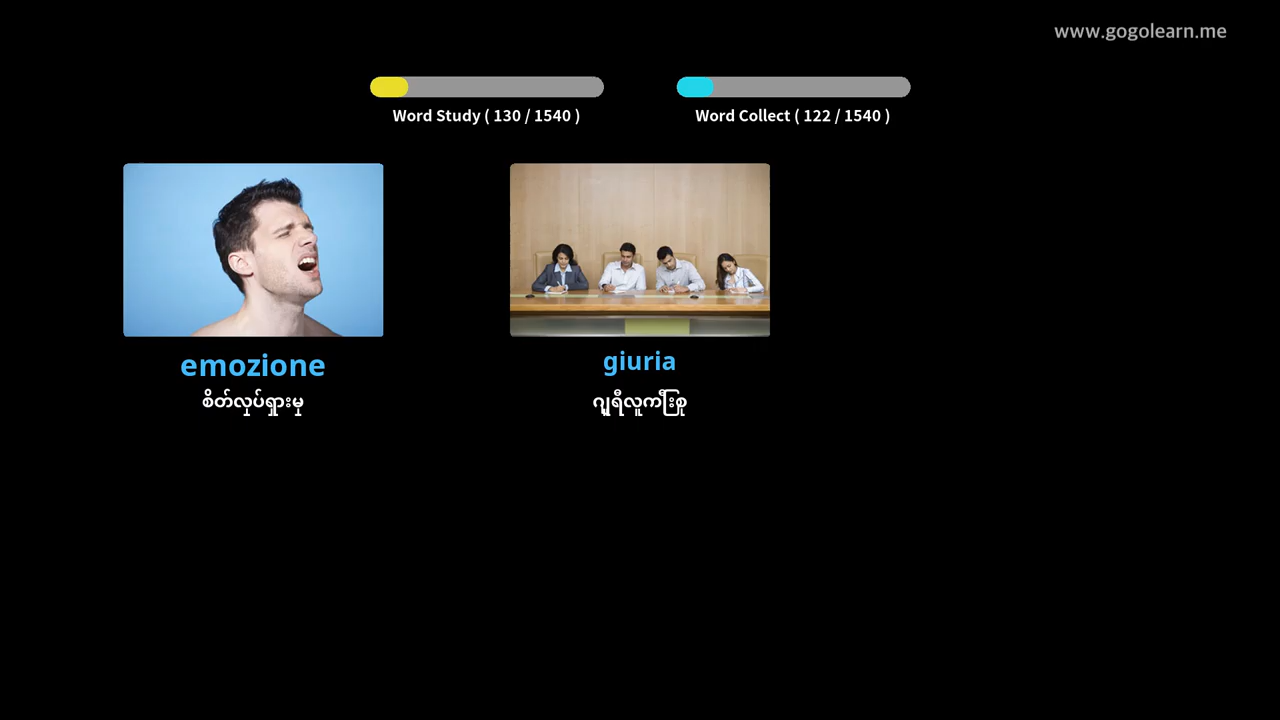 www.gogolearn.me
Word Study ( 130 / 1540 )
Word Collect ( 122 / 1540 )
emozione
စိတ်လှုပ်ရှားမှု
giuria
ဂျူရီလူကြီးစု